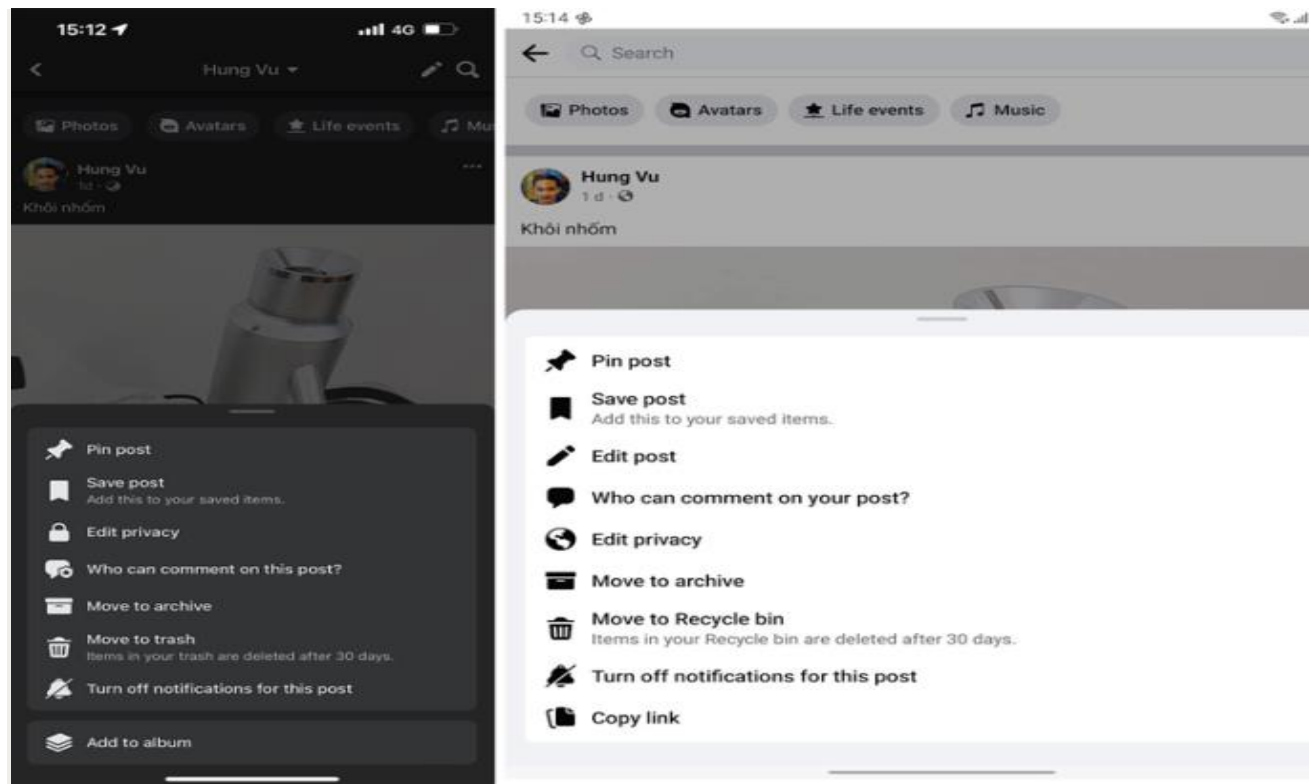 15:12
4G
Hung Vu
Photos
Avatars
Life events
Mu
Hung Vu
1d
Khôi nhốm
Pin post
Save post
Add this to your saved items.
Edit privacy
Who can comment on this post?
Move to archive
Move to trash
Items in your trash are deleted after 30 days.
Turn off notifications for this post
Add to album
15:14
Search
Photos
Avatars
Life events
Music
Hung Vu
1 d
Khôi nhốm
Pin post
Save post
Add this to your saved items.
Edit post
Who can comment on your post?
Edit privacy
Move to archive
Move to Recycle bin
Items in your Recycle bin are deleted after 30 days.
Turn off notifications for this post
Copy link